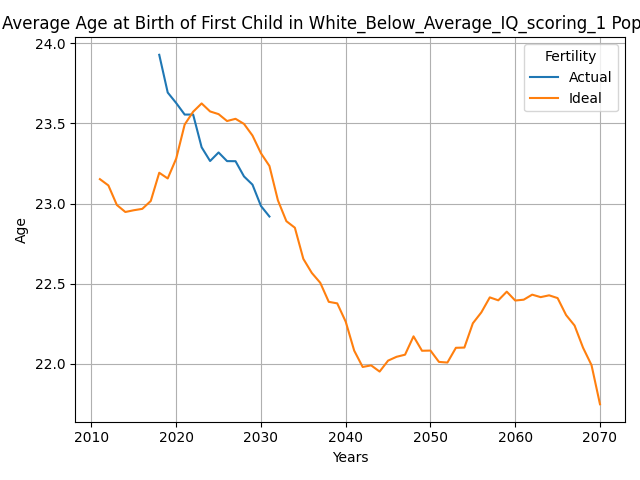 Average Age at Birth of First Child in White_Below_Average_IQ_scoring_1 Pop
24.0
23.5
23.0
22.5
22.0
Age
Fertility
Actual
Ideal
2010 2020 2030 2040 2050 2060 2070
Years